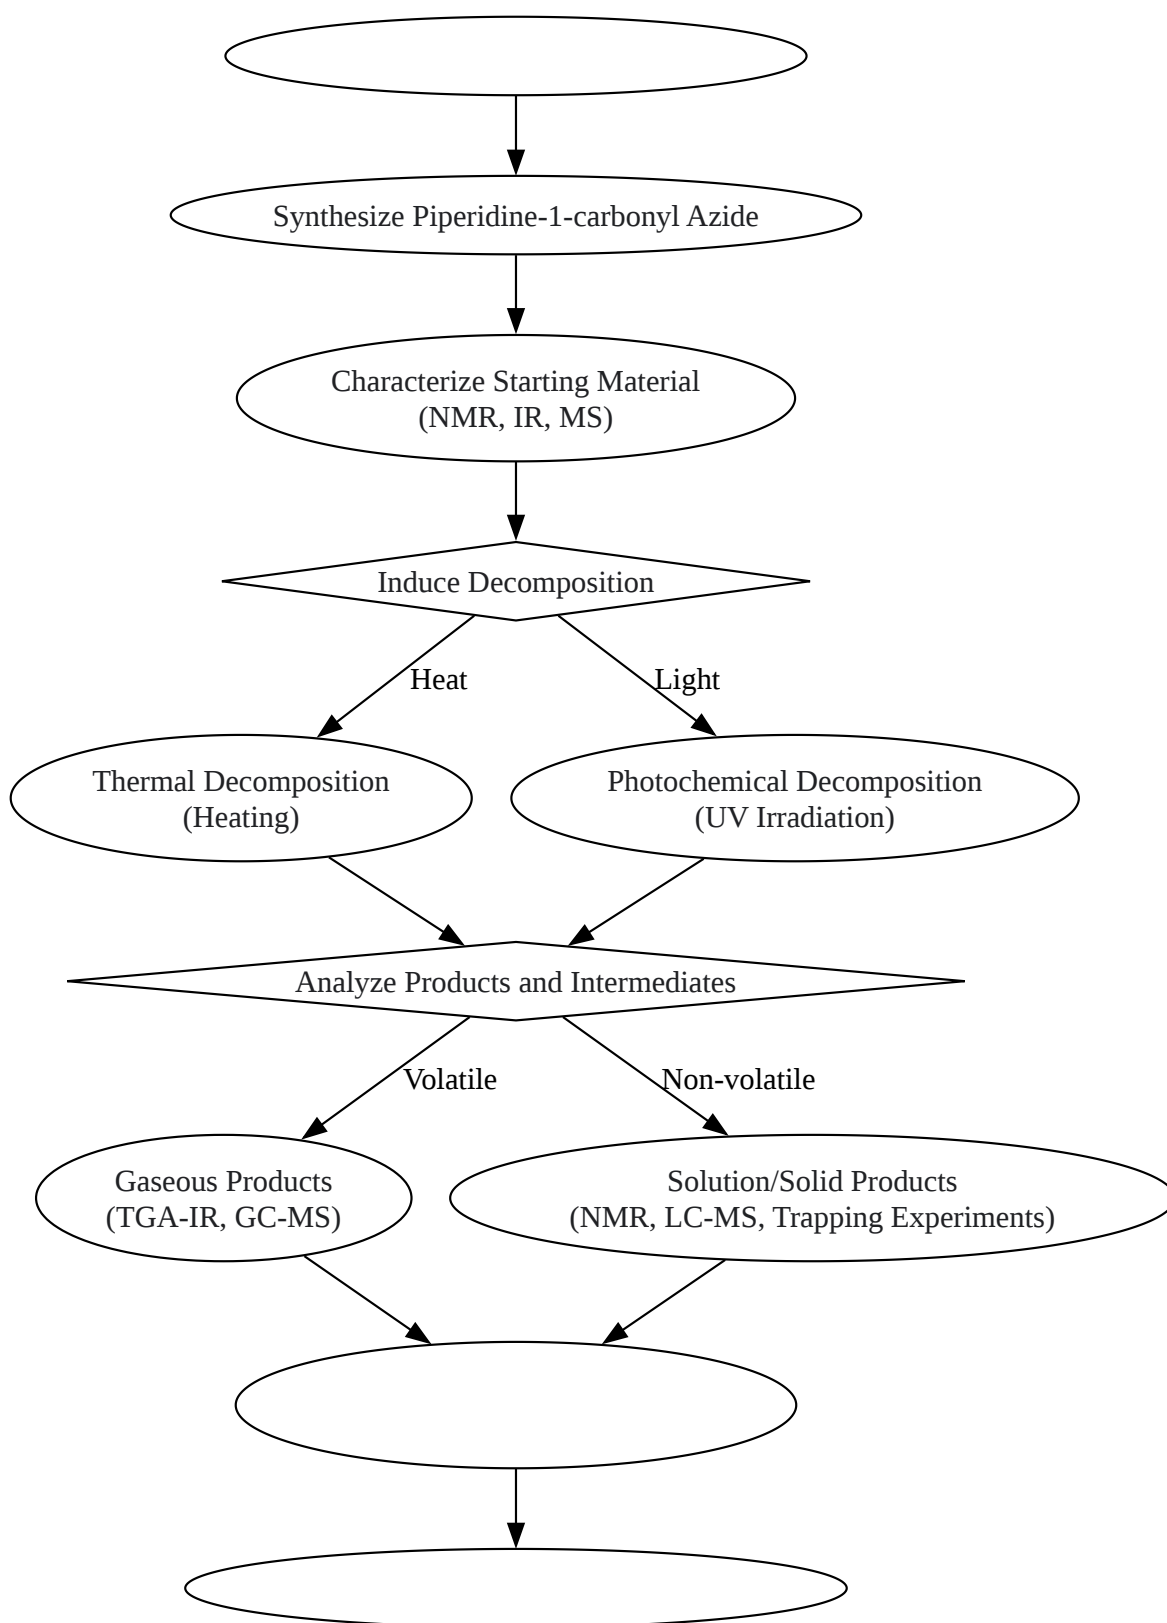 Synthesize Piperidine-1-carbonyl Azide
Characterize Starting Material
(NMR, IR, MS)
Induce Decomposition
Heat
Light
Thermal Decomposition
(Heating)
Photochemical Decomposition
(UV Irradiation)
Analyze Products and Intermediates
Volatile
Non-volatile
Gaseous Products
(TGA-IR, GC-MS)
Solution/Solid Products
(NMR, LC-MS, Trapping Experiments)